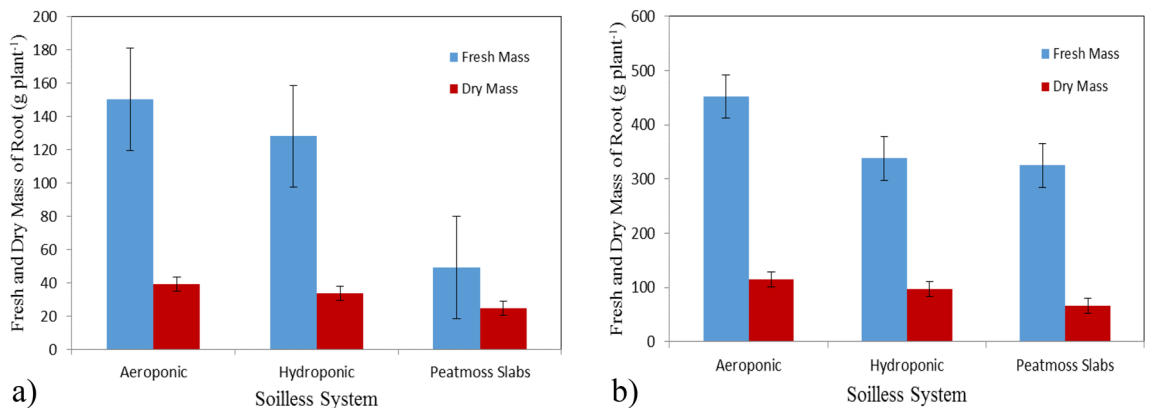 200
180
160
140
120
100
80
60
40
20
0
Fresh and Dry Mass of Root (g plant⁻¹)
Fresh Mass
Dry Mass
Aeroponic Hydroponic Peatmoss Slabs
Soilless System
a)
600
500
400
300
200
100
0
Fresh and Dry Mass of Root (g plant⁻¹)
Fresh Mass
Dry Mass
Aeroponic Hydroponic Peatmoss Slabs
Soilless System
b)